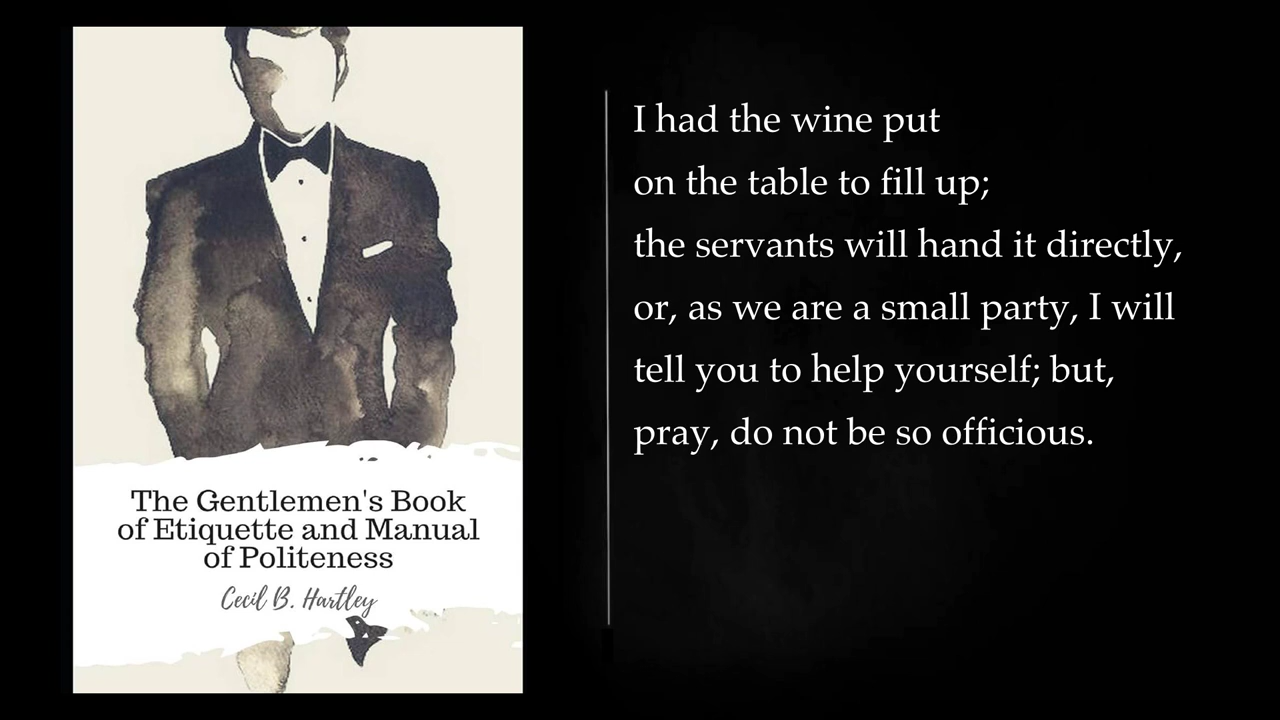 The Gentlemen's Book
of Etiquette and Manual
of Politeness
Cecil B. Hartley
I had the wine put
on the table to fill up;
the servants will hand it directly,
or, as we are a small party, I will
tell you to help yourself; but,
pray, do not be so officious.